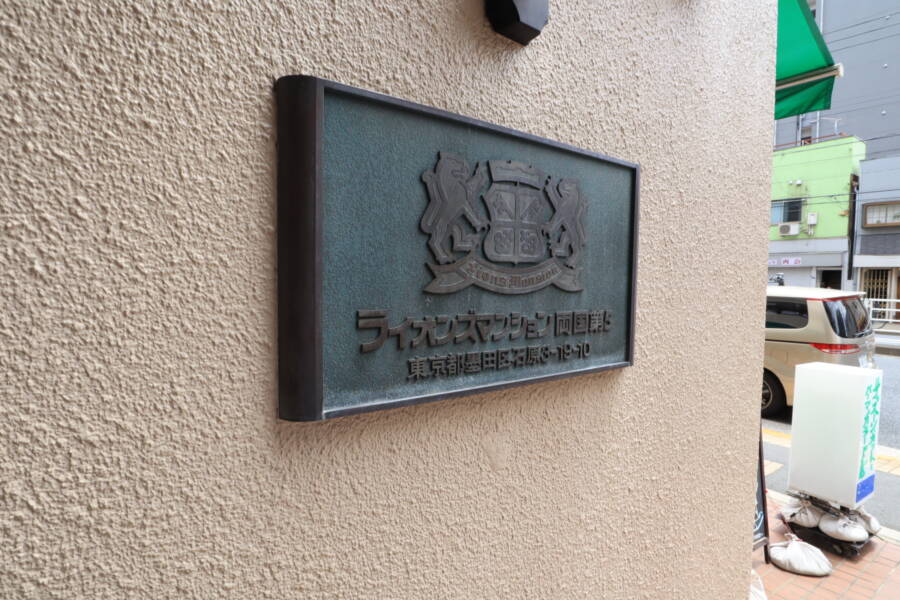 Lions Mansion
ライオンズマンション両国第5
東京都墨田区石原3-19-10